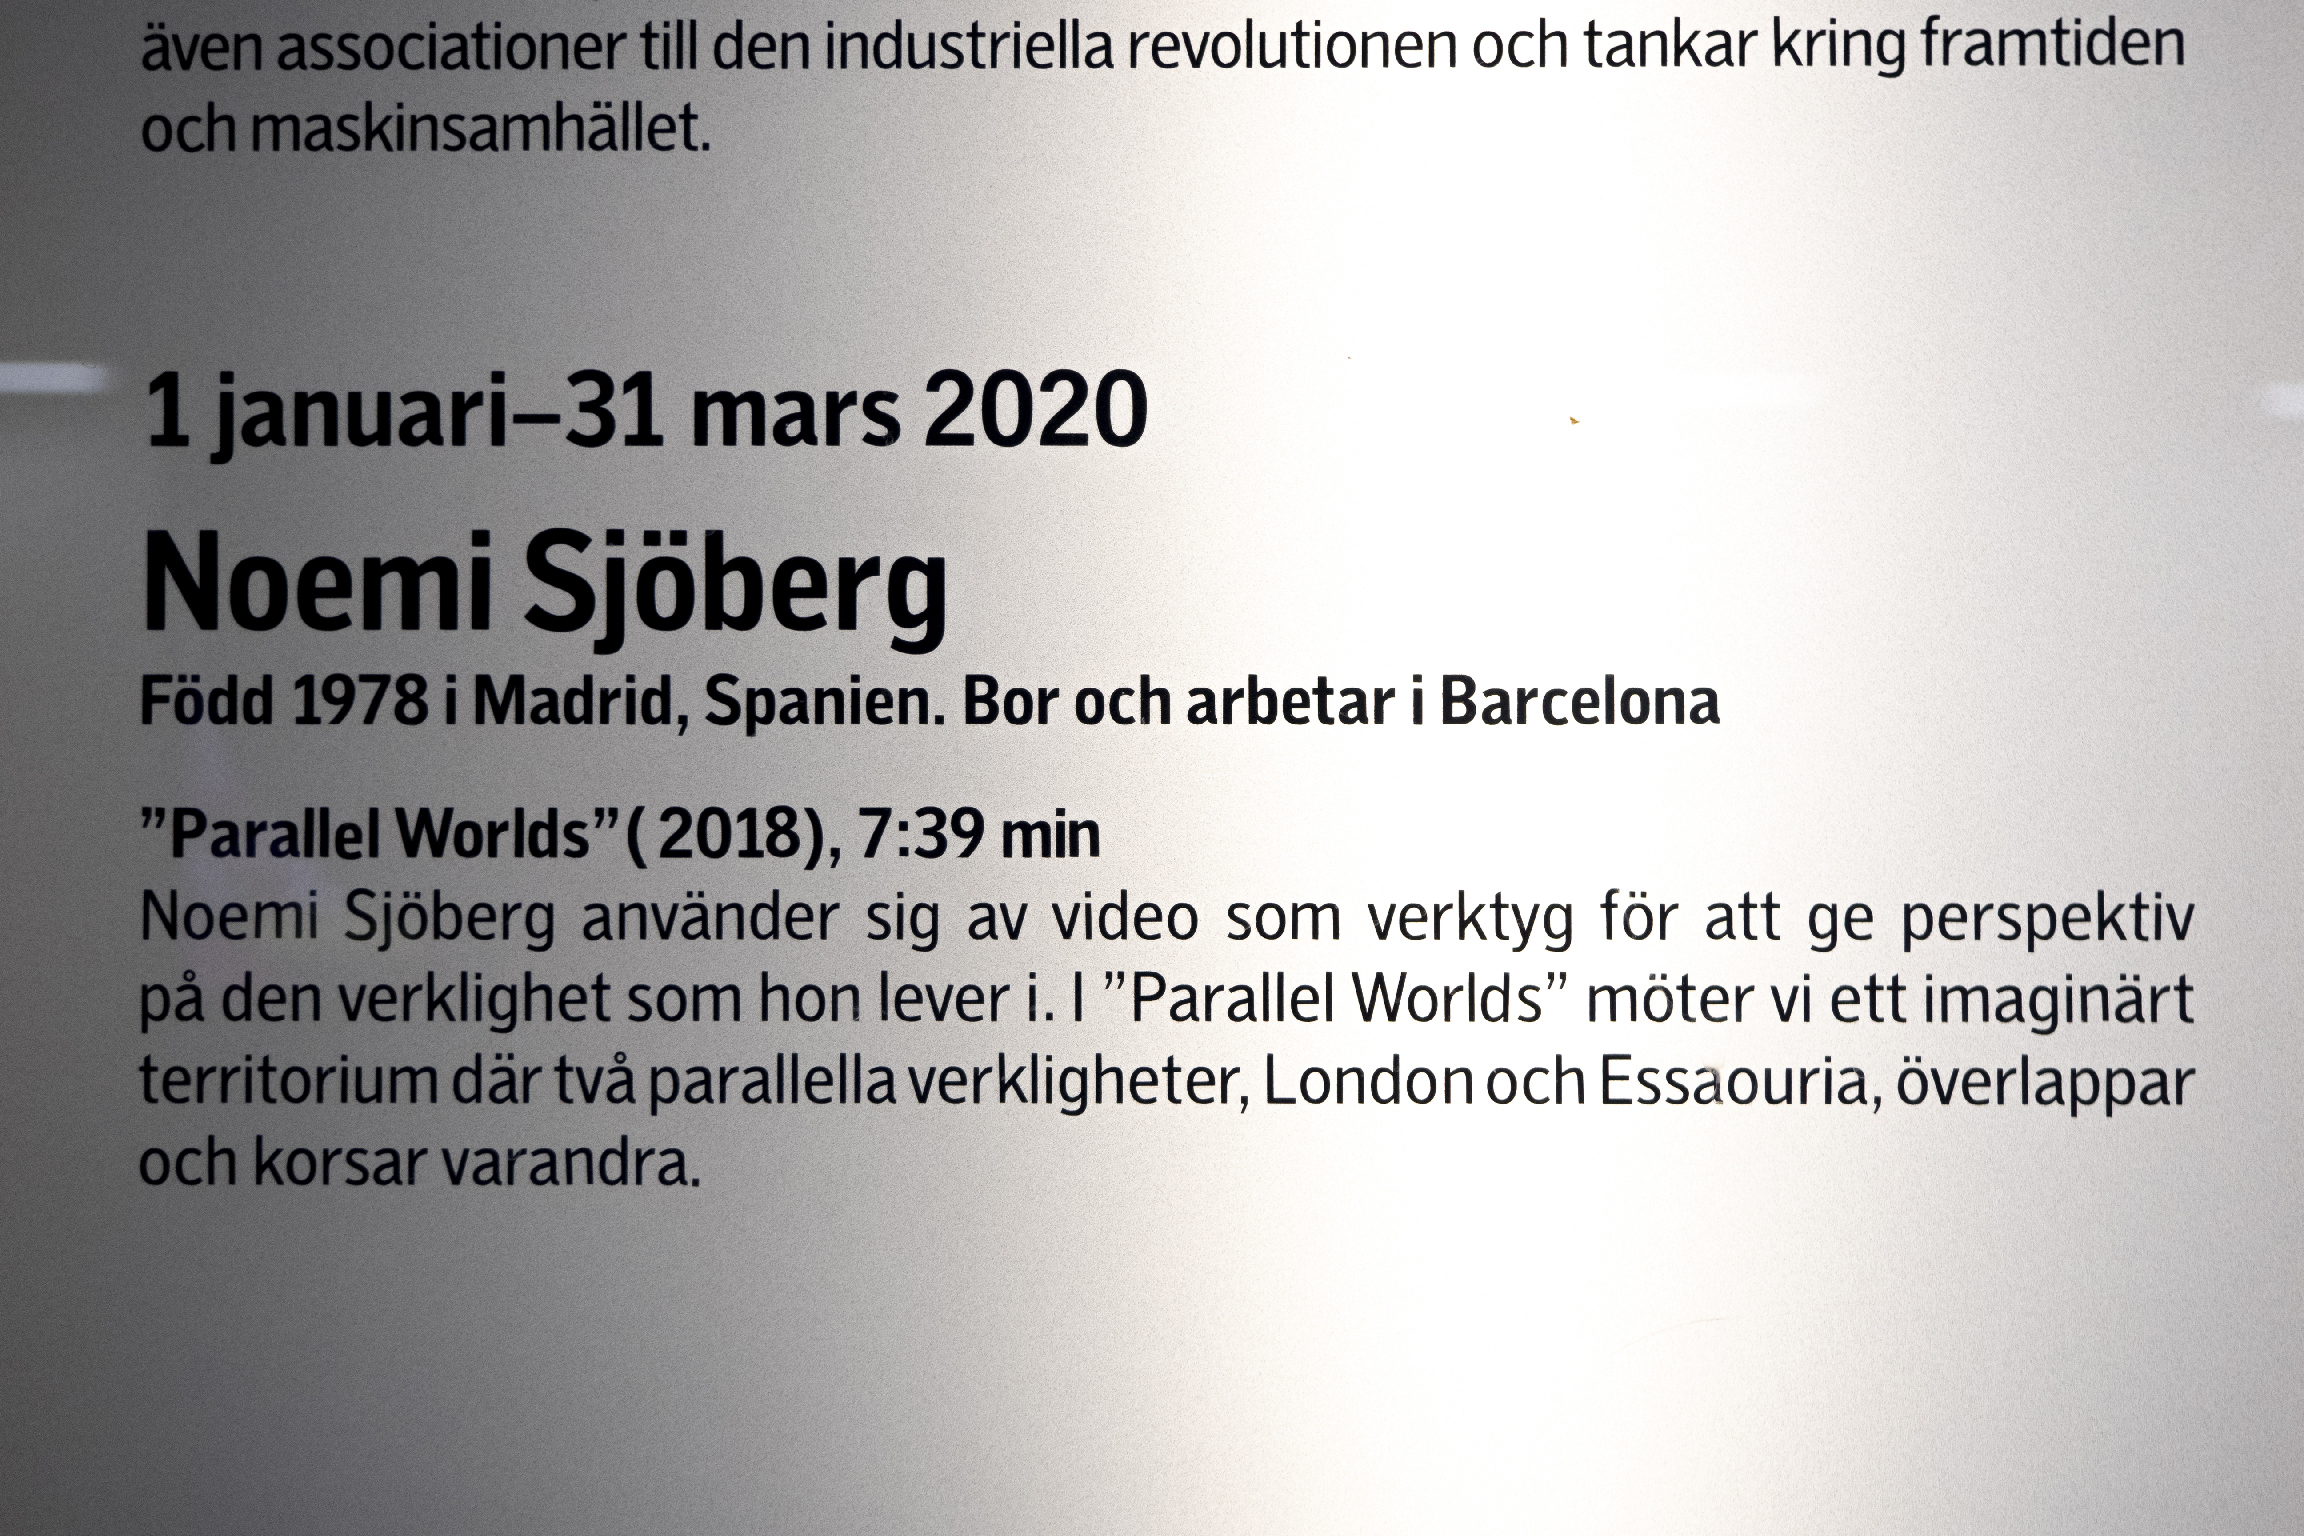 även associationer till den industriella revolutionen och tankar kring framtiden
och maskinsamhället.
1 januari–31 mars 2020
Noemi Sjöberg
Född 1978 i Madrid, Spanien. Bor och arbetar i Barcelona
”Parallel Worlds”( 2018), 7:39 min
Noemi Sjöberg använder sig av video som verktyg för att ge perspektiv
på den verklighet som hon lever i. I ”Parallel Worlds” möter vi ett imaginärt
territorium där två parallella verkligheter, London och Essaouria, överlappar
och korsar varandra.